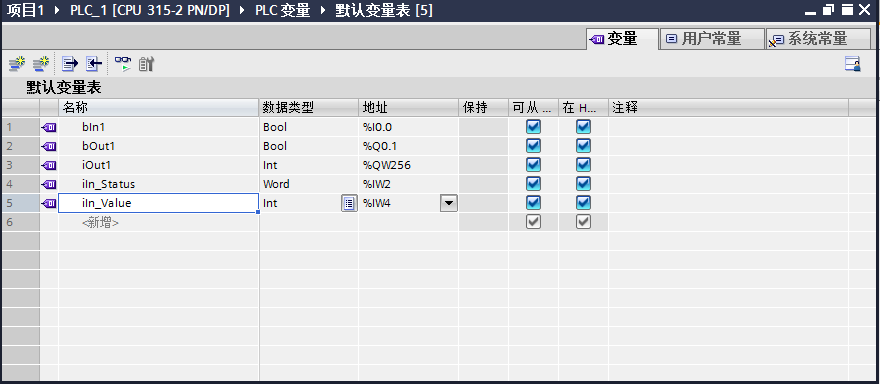 项目1 ▸ PLC_1 [CPU 315-2 PN/DP] ▸ PLC 变量 ▸ 默认变量表 [5]
变量 用户常量 系统常量
默认变量表
名称 数据类型 地址 保持 可从 ... 在 H... 注释
1 bIn1 Bool %I0.0
2 bOut1 Bool %Q0.1
3 iOut1 Int %QW256
4 iIn_Status Word %IW2
5 iIn_Value Int %IW4
6 <新增>